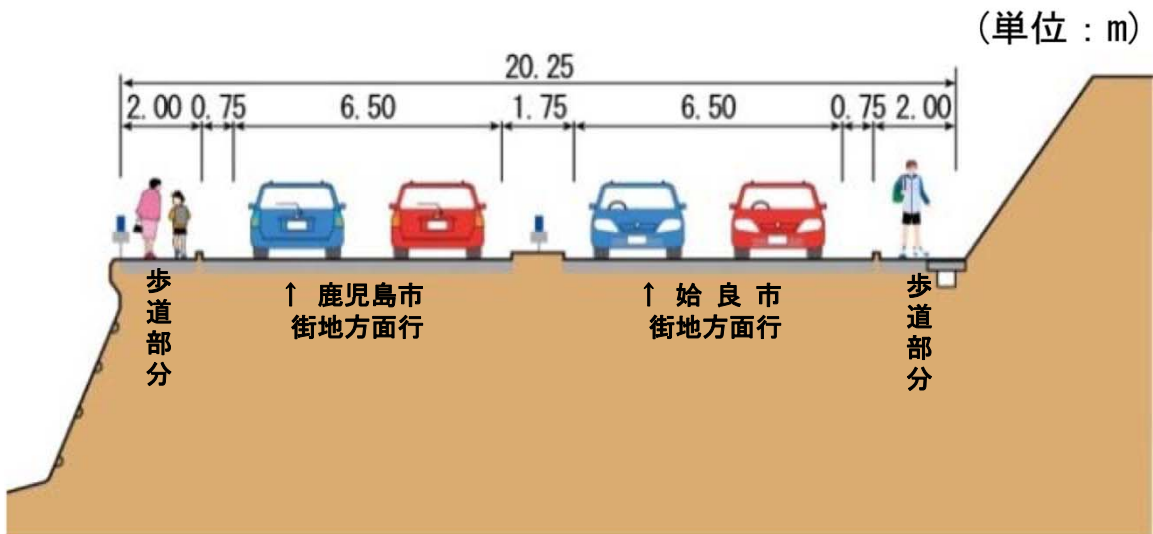 (単位：m)
20.25
2.00 0.75 6.50 1.75 6.50 0.75 2.00
歩道部分
↑ 鹿児島市
街地方面行
↑ 姶良市
街地方面行
歩道部分